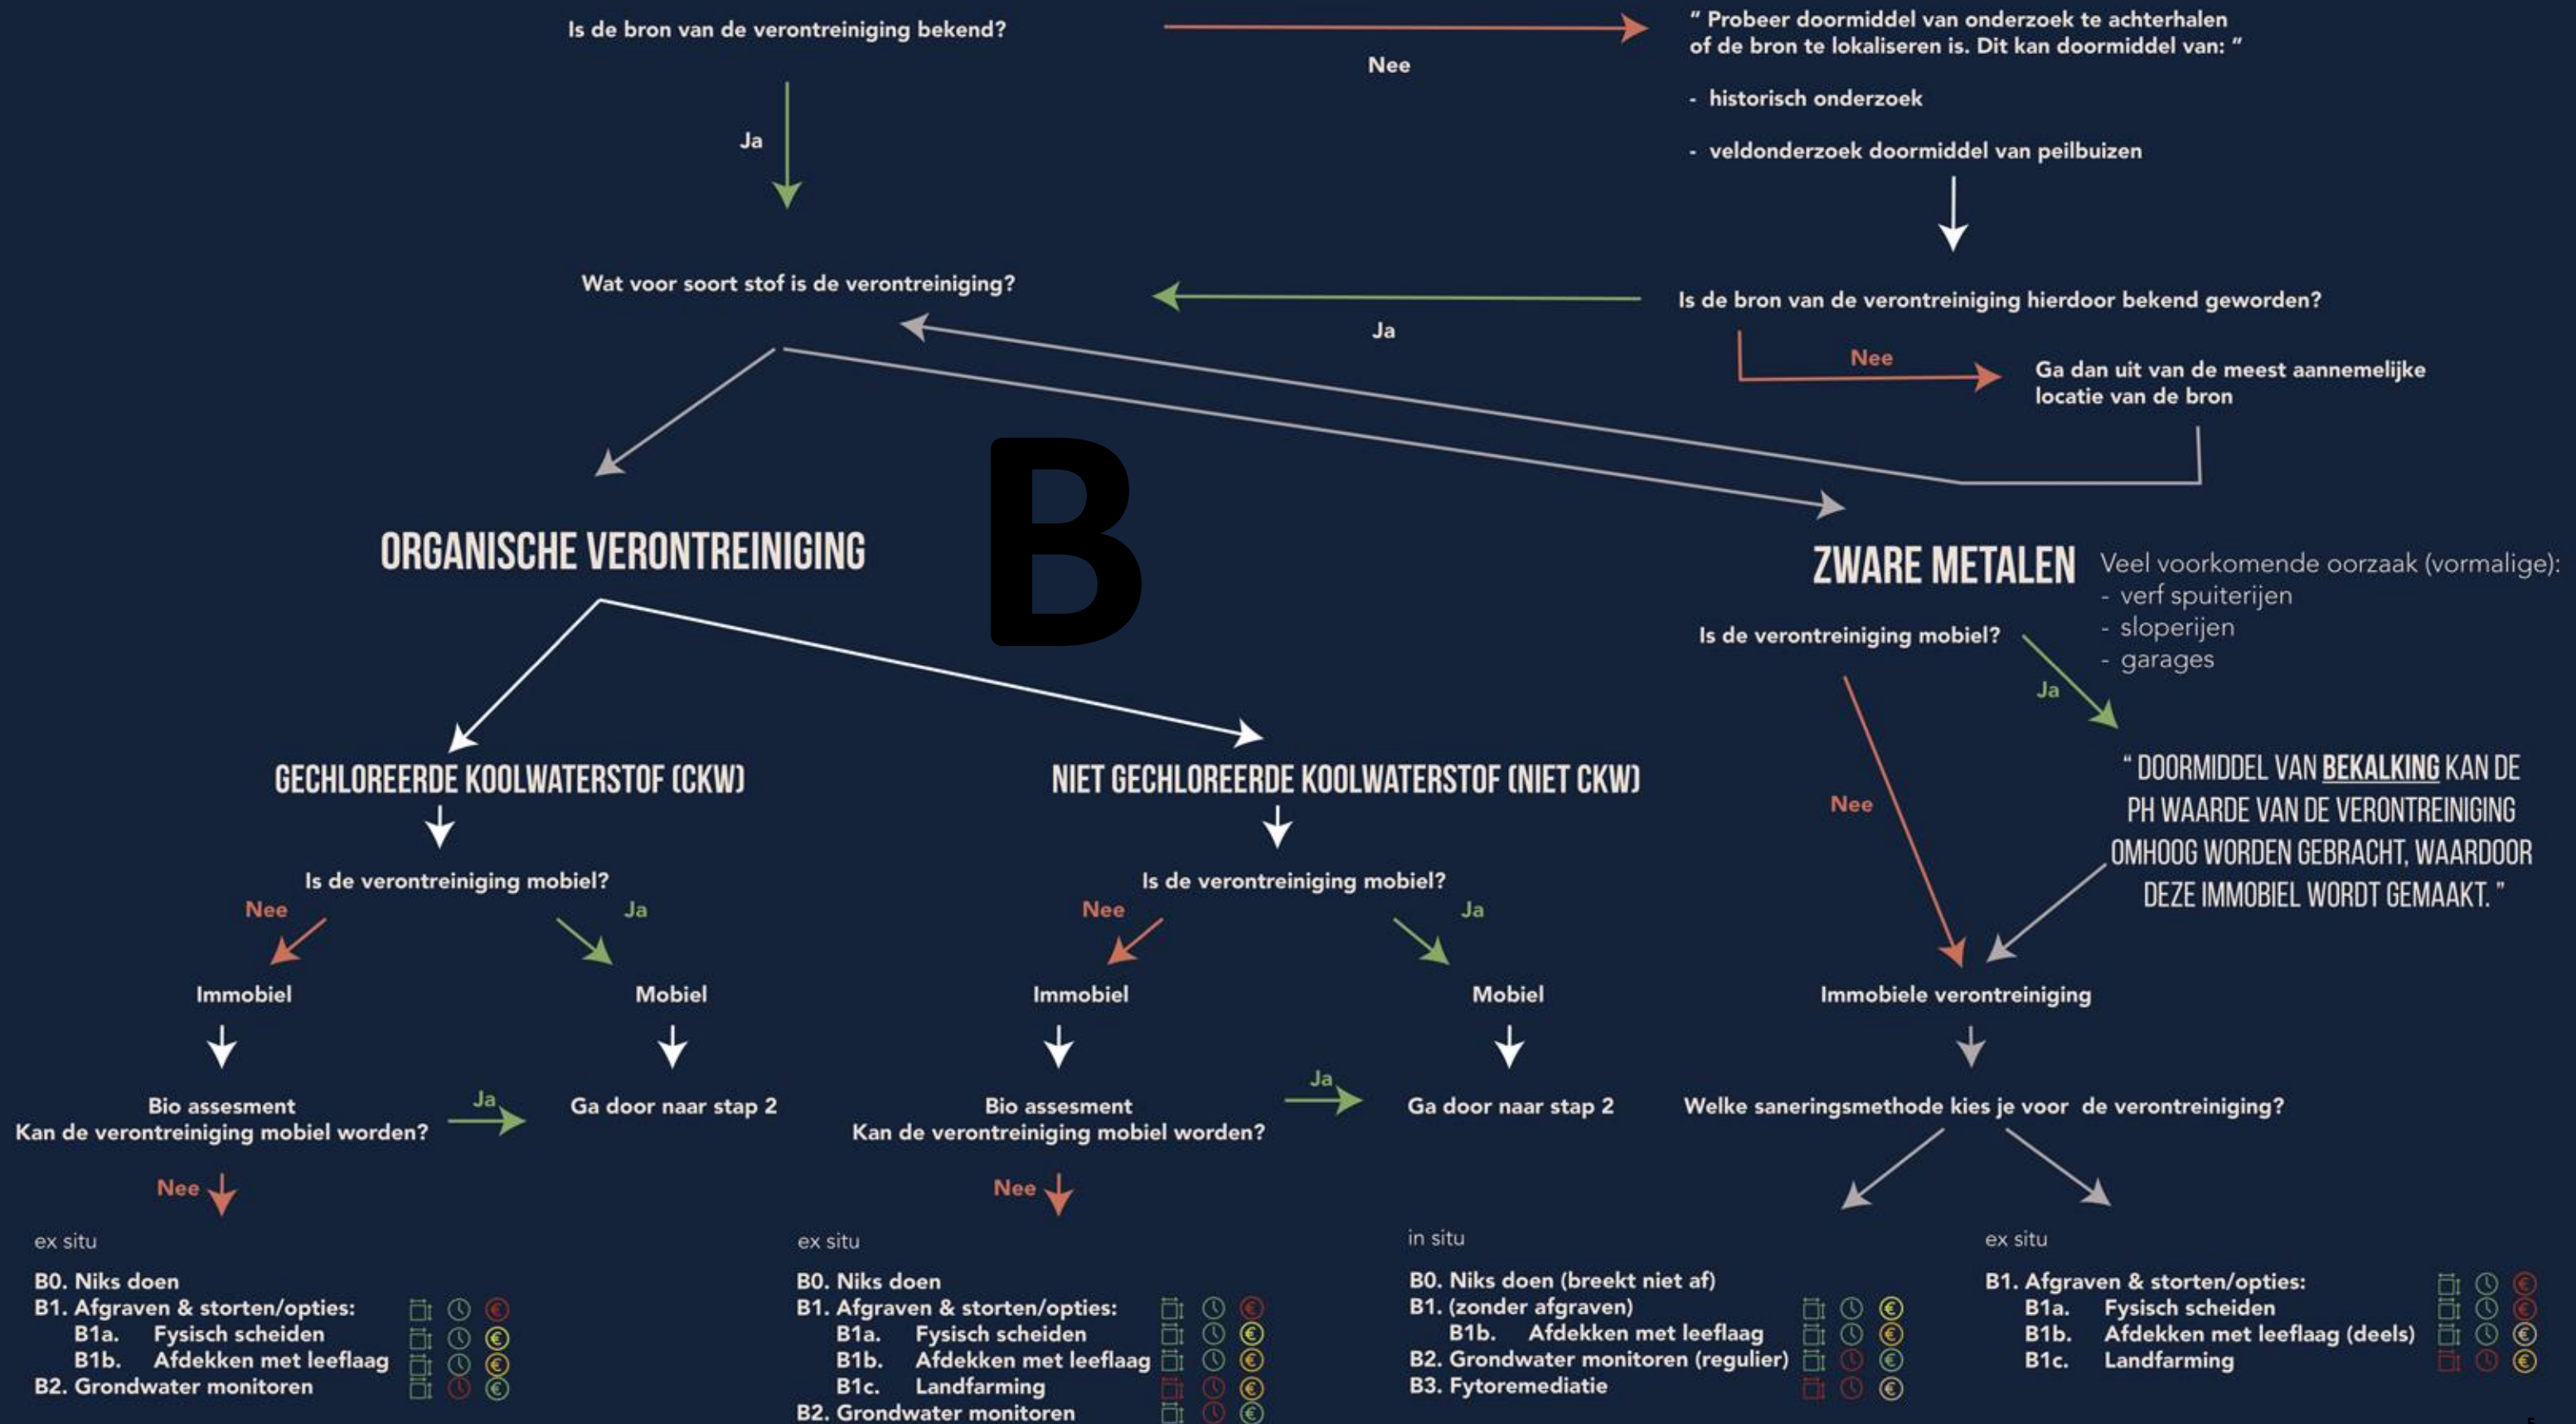 Is de bron van de verontreiniging bekend?
Nee
" Probeer doormiddel van onderzoek te achterhalen
of de bron te lokaliseren is. Dit kan doormiddel van: "
- historisch onderzoek
- veldonderzoek doormiddel van peilbuizen
Ja
Wat voor soort stof is de verontreiniging?
Ja
Is de bron van de verontreiniging hierdoor bekend geworden?
Nee
Ga dan uit van de meest aannemelijke
locatie van de bron
B
ORGANISCHE VERONTREINIGING
ZWARE METALEN
Veel voorkomende oorzaak (vormalige):
- verf spuiterijen
- sloperijen
- garages
Is de verontreiniging mobiel?
Ja
Nee
" DOORMIDDEL VAN BEKALKING KAN DE
PH WAARDE VAN DE VERONTREINIGING
OMHOOG WORDEN GEBRACHT, WAARDOOR
DEZE IMMOBIEL WORDT GEMAAKT. "
GECHLOREERDE KOOLWATERSTOF (CKW)
Is de verontreiniging mobiel?
Nee
Ja
Immobiel
Mobiel
Bio assesment
Kan de verontreiniging mobiel worden?
Ja
Ga door naar stap 2
Nee
ex situ
B0. Niks doen
B1. Afgraven & storten/opties:
B1a. Fysisch scheiden
B1b. Afdekken met leeflaag
B2. Grondwater monitoren
NIET GECHLOREERDE KOOLWATERSTOF (NIET CKW)
Is de verontreiniging mobiel?
Nee
Ja
Immobiel
Mobiel
Bio assesment
Kan de verontreiniging mobiel worden?
Ja
Ga door naar stap 2
Nee
ex situ
B0. Niks doen
B1. Afgraven & storten/opties:
B1a. Fysisch scheiden
B1b. Afdekken met leeflaag
B1c. Landfarming
B2. Grondwater monitoren
Immobiele verontreiniging
Welke saneringsmethode kies je voor de verontreiniging?
in situ
B0. Niks doen (breekt niet af)
B1. (zonder afgraven)
B1b. Afdekken met leeflaag
B2. Grondwater monitoren (regulier)
B3. Fytoremediatie
ex situ
B1. Afgraven & storten/opties:
B1a. Fysisch scheiden
B1b. Afdekken met leeflaag (deels)
B1c. Landfarming